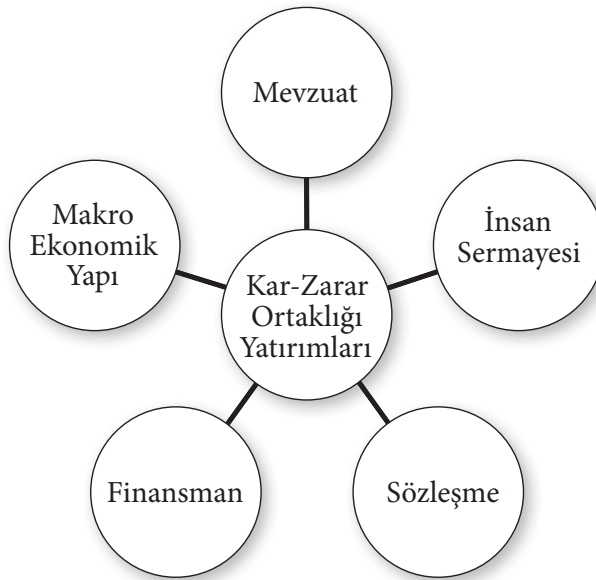 Mevzuat
Makro
Ekonomik
Yapı
İnsan
Sermayesi
Kar-Zarar
Ortaklığı
Yatırımları
Finansman
Sözleşme